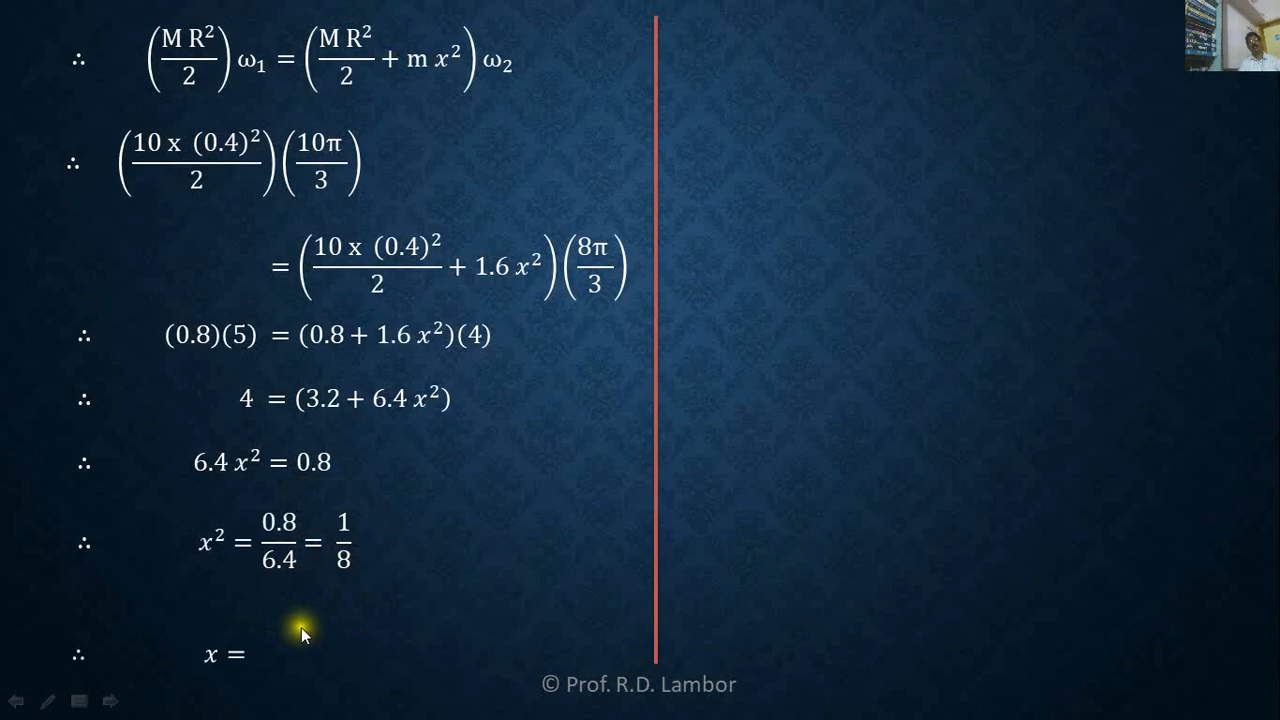 ∴ (M R²/2) ω₁ = (M R²/2 + m x²) ω₂
∴ (10 x (0.4)²/2) (10π/3)
= (10 x (0.4)²/2 + 1.6 x²) (8π/3)
∴ (0.8)(5) = (0.8 + 1.6 x²)(4)
∴ 4 = (3.2 + 6.4 x²)
∴ 6.4 x² = 0.8
∴ x² = 0.8/6.4 = 1/8
∴ x =
© Prof. R.D. Lambor